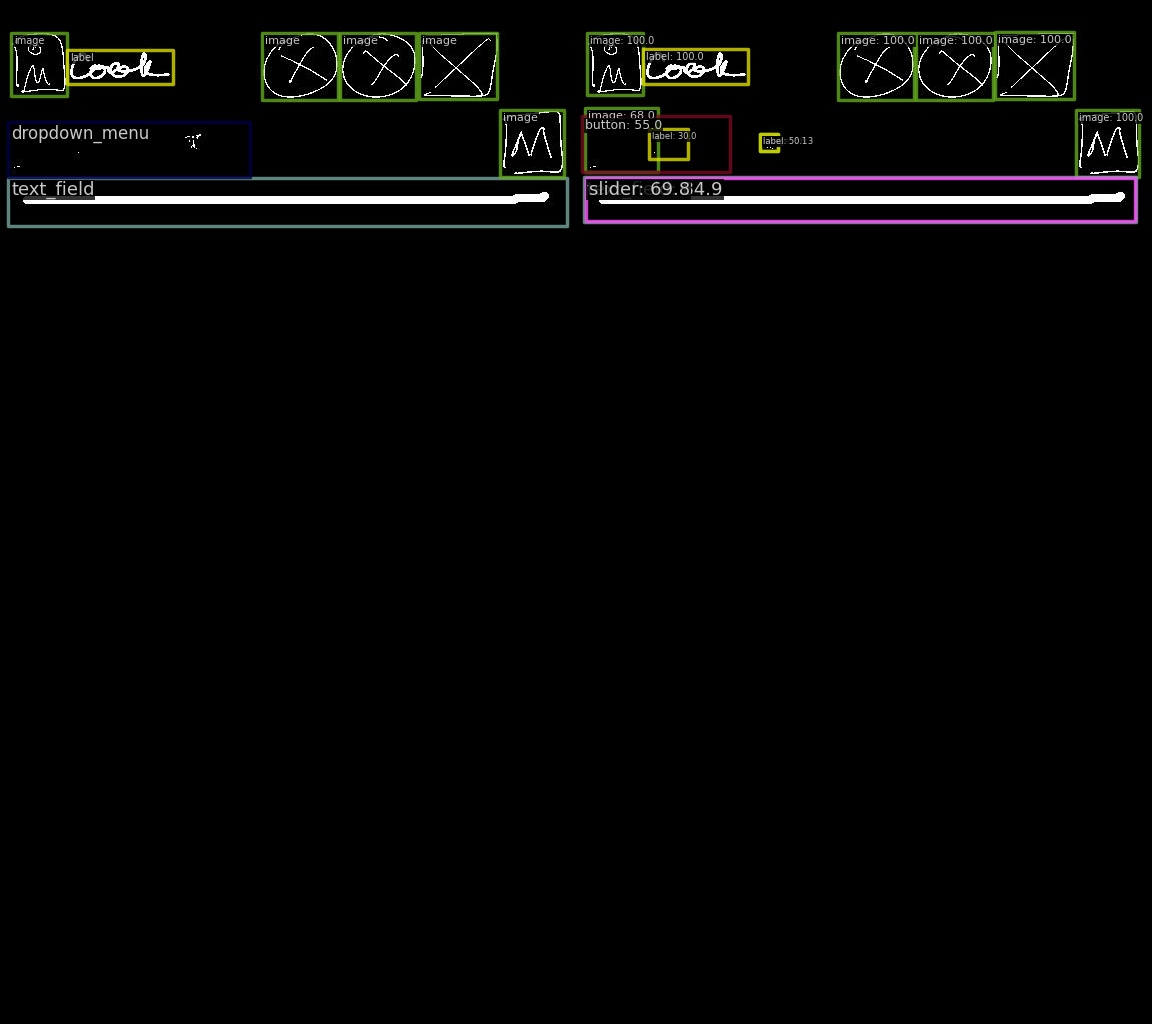 image image image image image: 100.0 image: 100.0 image: 100.0 image: 100.0
label label: 100.0
Look Look
image image: 68.0 image: 100.0
dropdown_menu button: 55.0
label: 30.0 label: 50.13
text_field slider: 69.84.9